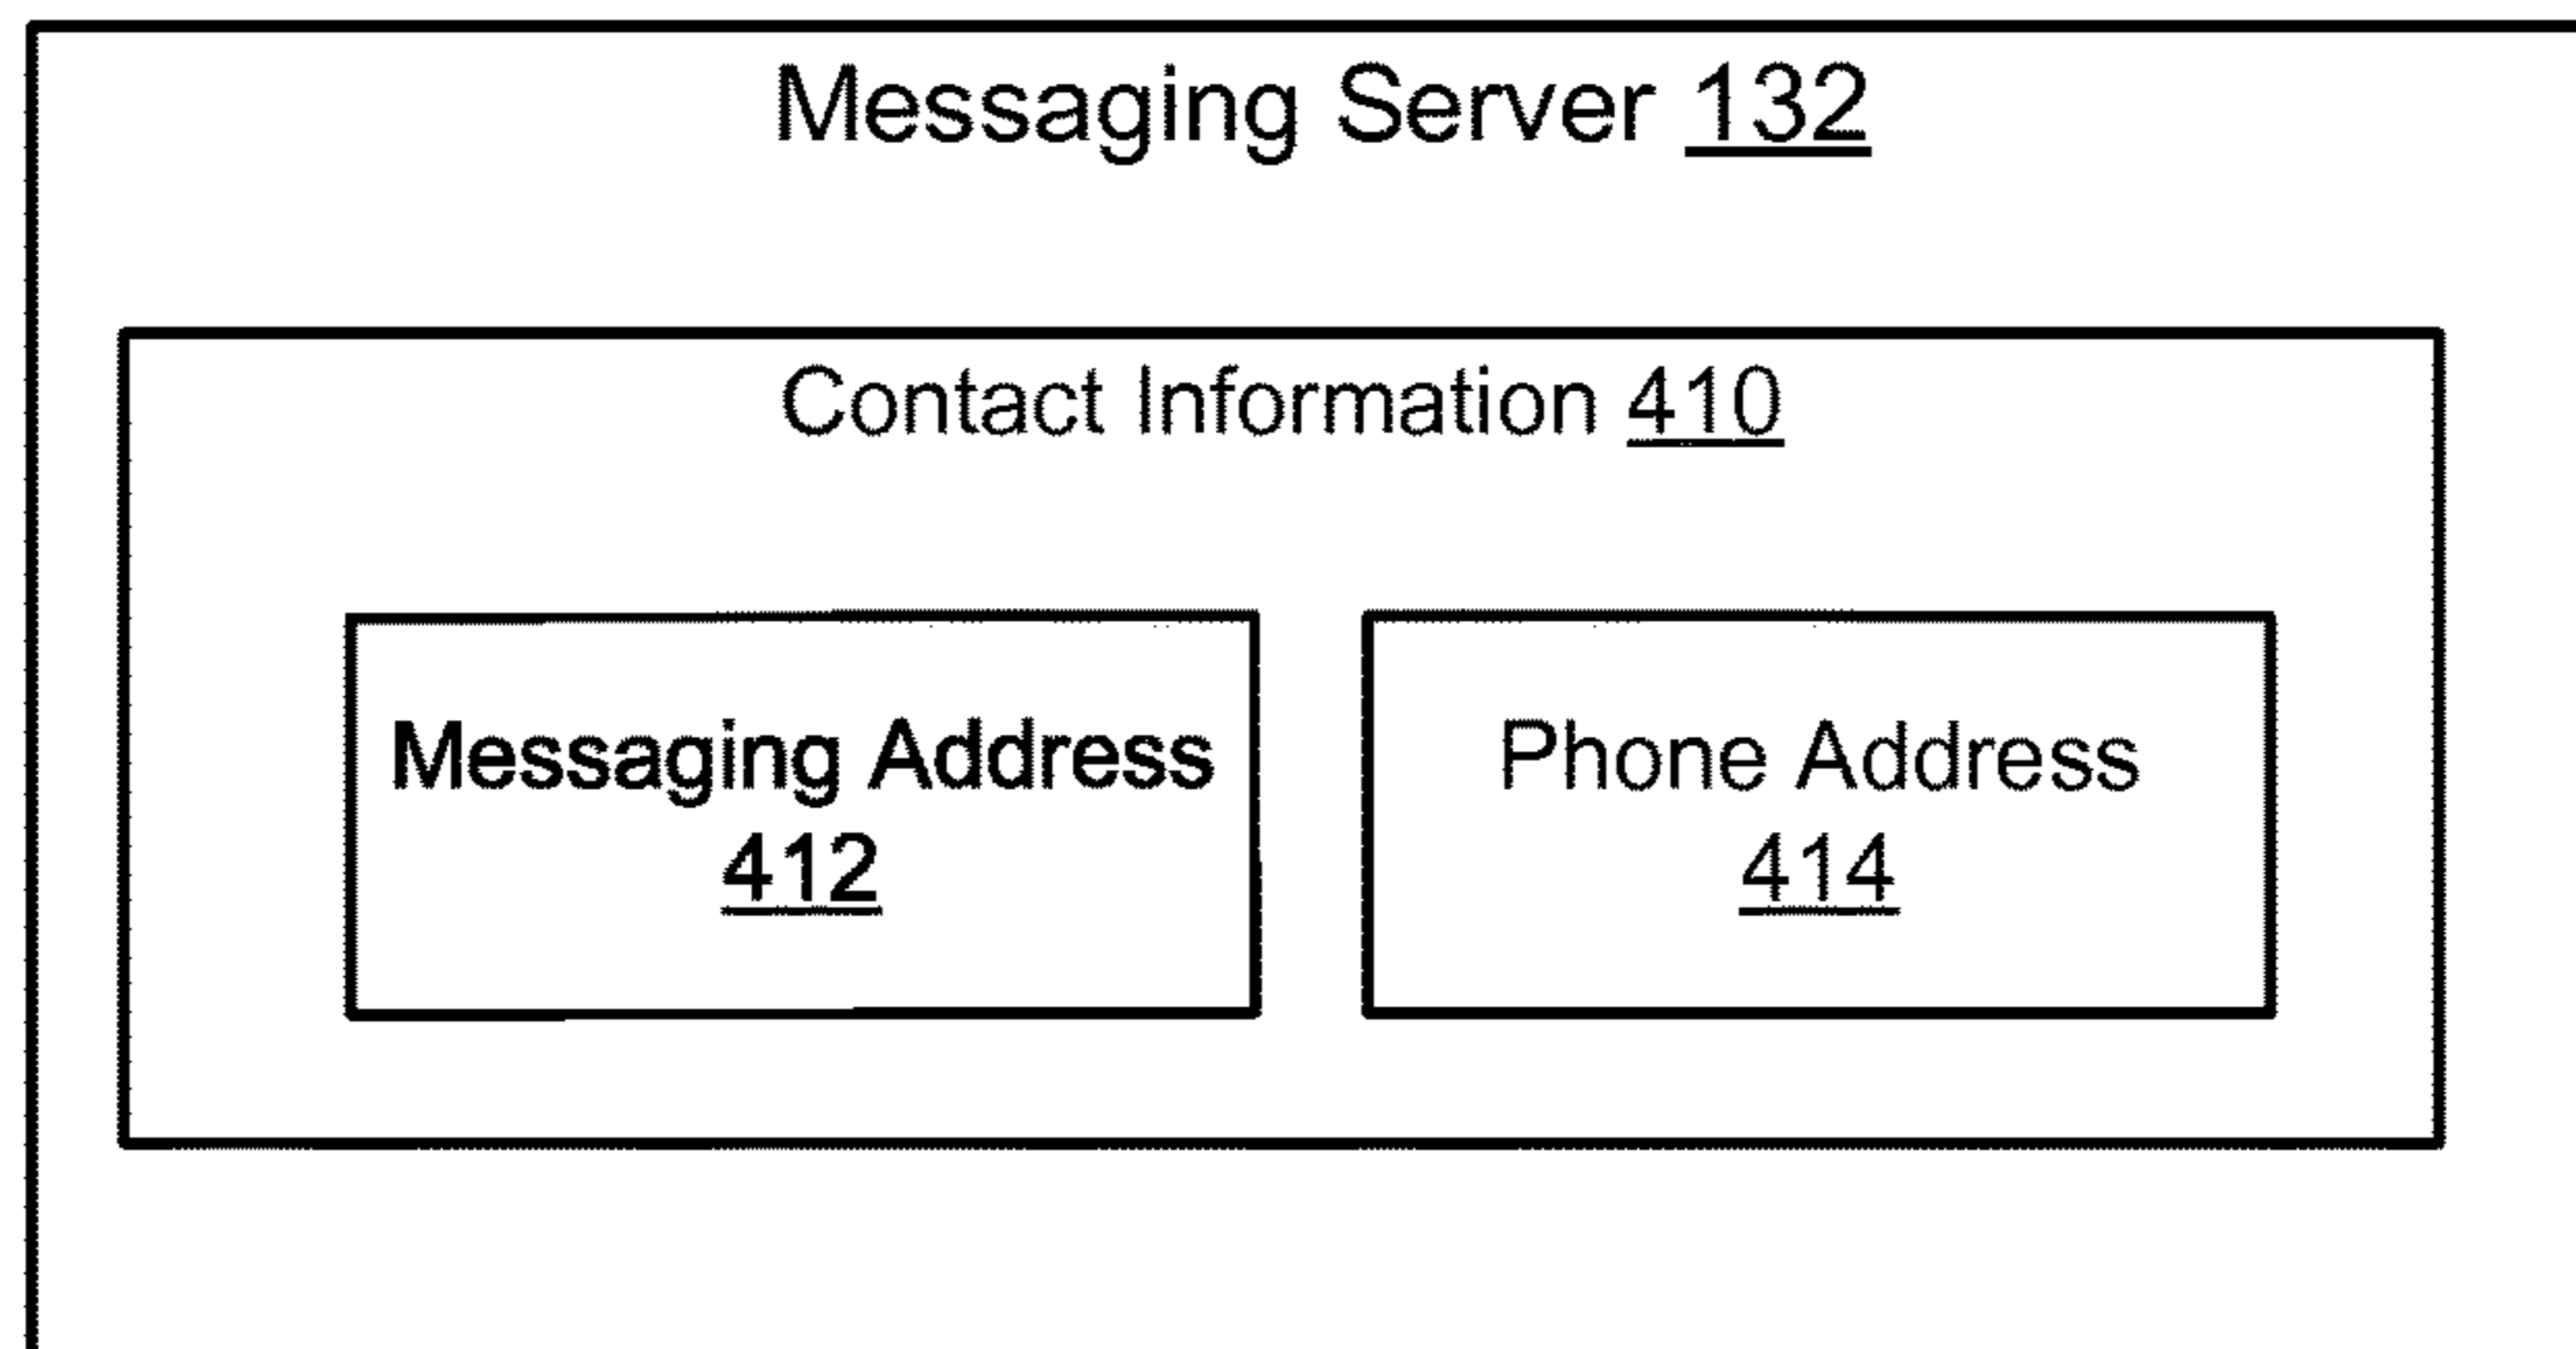 Messaging Server 132
Contact Information 410
Messaging Address
412
Phone Address
414